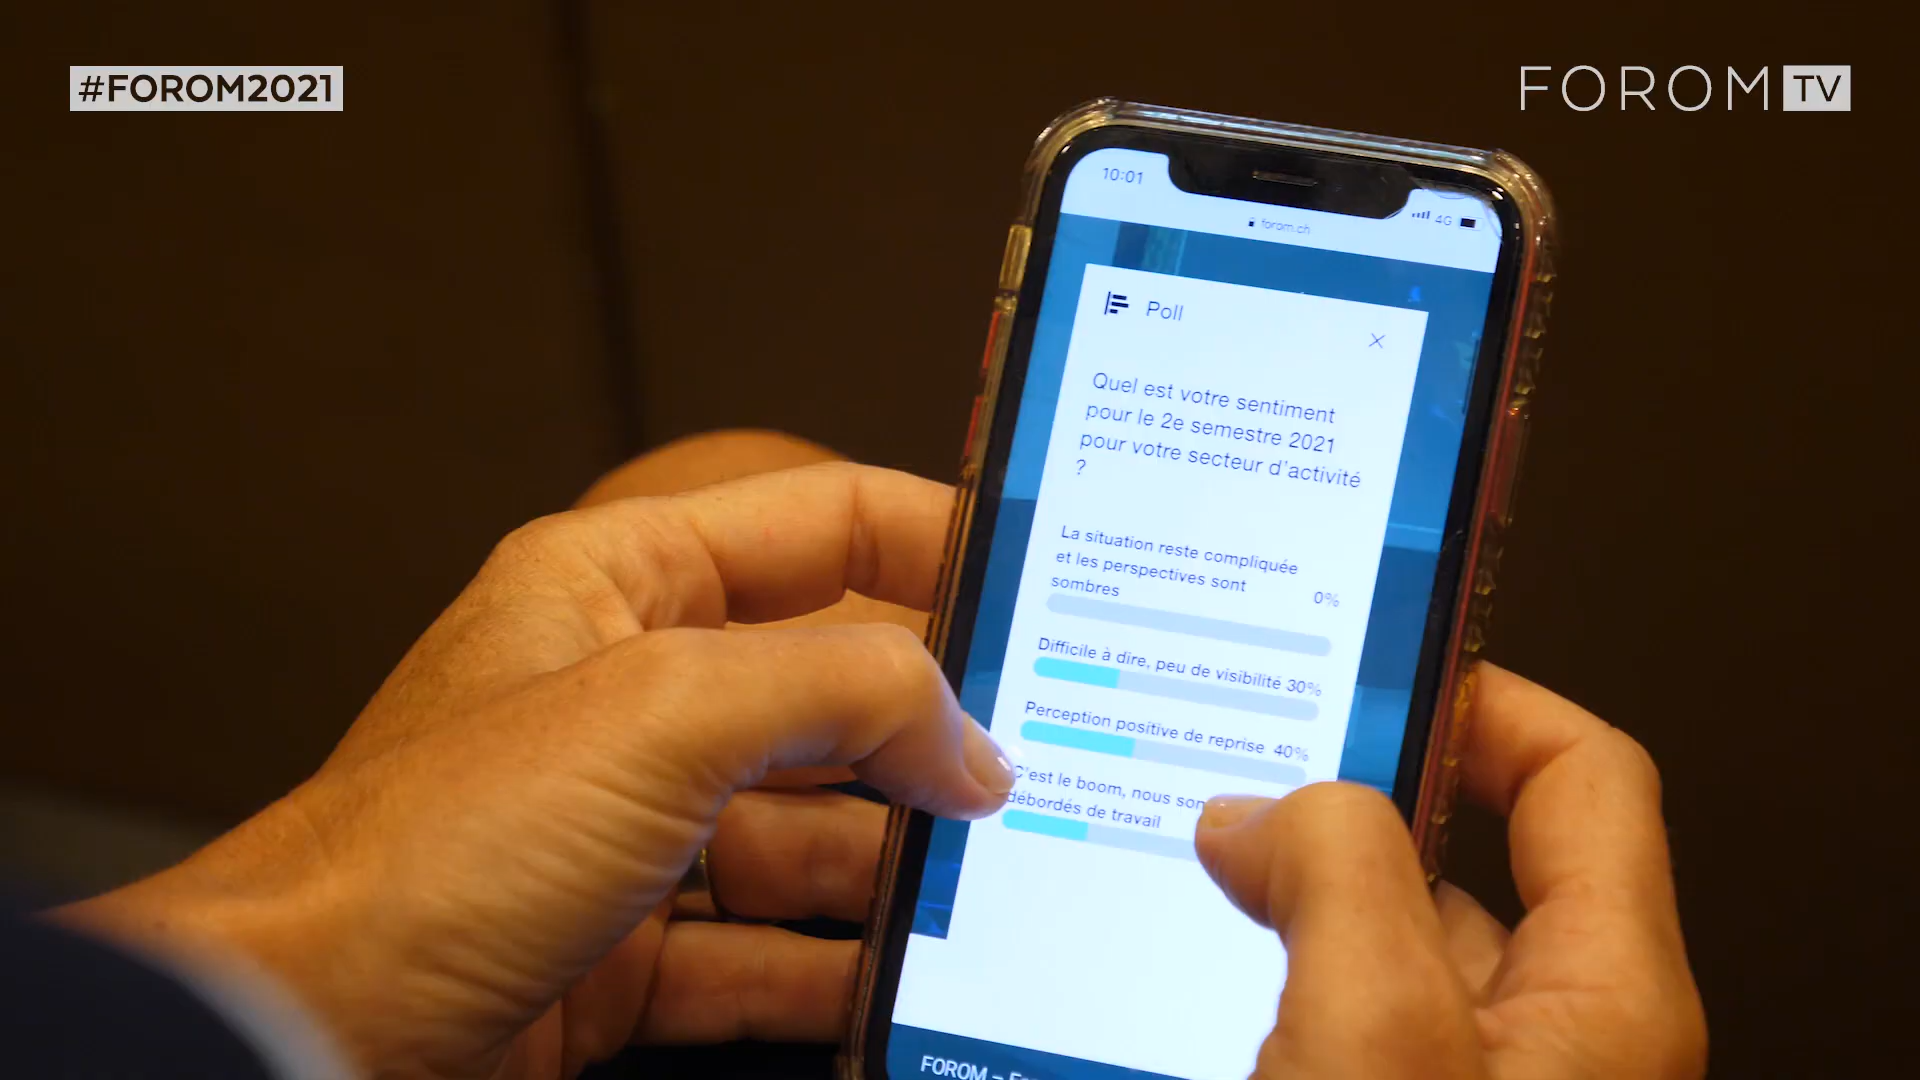 #FOROM2021
FOROM TV
10:01
4G
forom.ch
Poll
Quel est votre sentiment
pour le 2e semestre 2021
pour votre secteur d'activité
?
La situation reste compliquée
et les perspectives sont
sombres 0%
Difficile à dire, peu de visibilité 30%
Perception positive de reprise 40%
C'est le boom, nous
débordés de travail
FOROM –